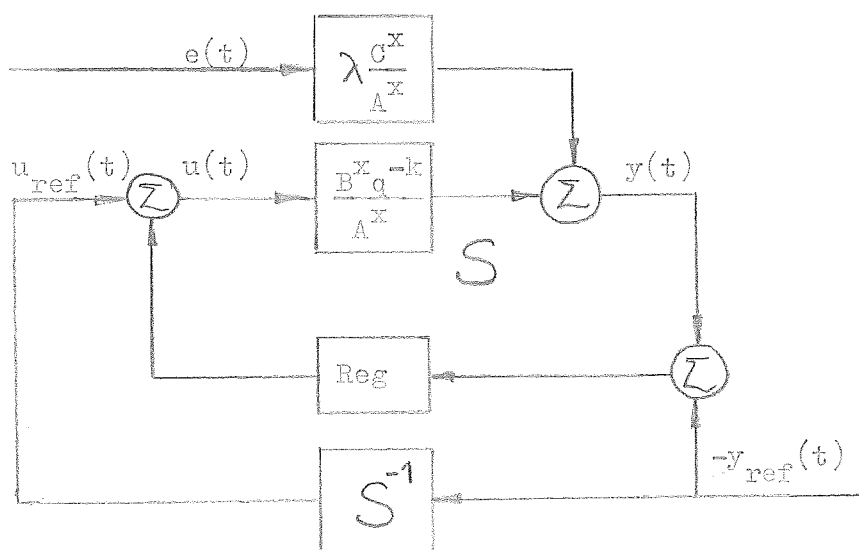 e(t)
λ C^x
A^x
u_ref(t)
u(t)
Σ
B^x q^-k
A^x
Σ
y(t)
S
Reg
Σ
-y_ref(t)
S^-1